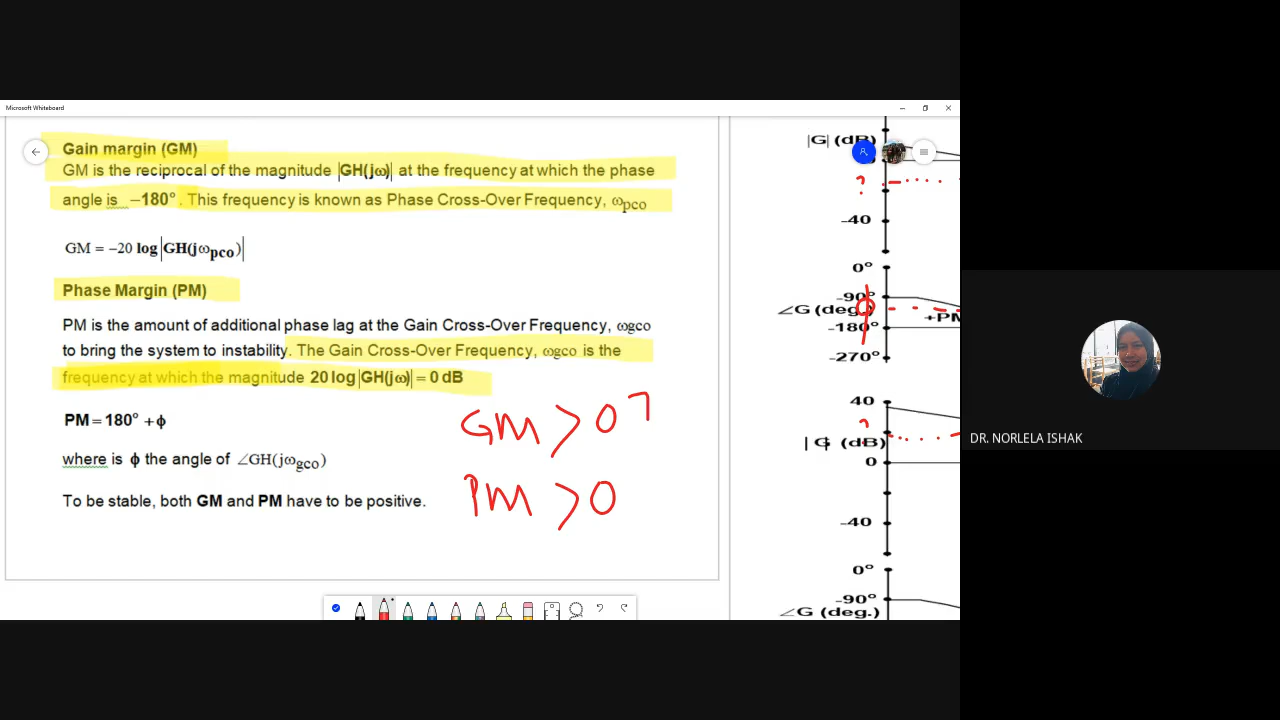 Microsoft Whiteboard
Gain margin (GM)
GM is the reciprocal of the magnitude |GH(jω)| at the frequency at which the phase
angle is −180°. This frequency is known as Phase Cross-Over Frequency, ωpco
GM = −20 log|GH(jωpco)|
Phase Margin (PM)
PM is the amount of additional phase lag at the Gain Cross-Over Frequency, ωgco
to bring the system to instability. The Gain Cross-Over Frequency, ωgco is the
frequency at which the magnitude 20 log|GH(jω)| = 0 dB
PM = 180° + ϕ
where is ϕ the angle of ∠GH(jωgco)
To be stable, both GM and PM have to be positive.
GM > 0
PM > 0
|G| (dB)
?
-40
0°
-90°
∠G (deg.)
ϕ
+PM
-180°
-270°
40
?
|G| (dB)
0
-40
0°
-90°
∠G (deg.)
DR. NORLELA ISHAK